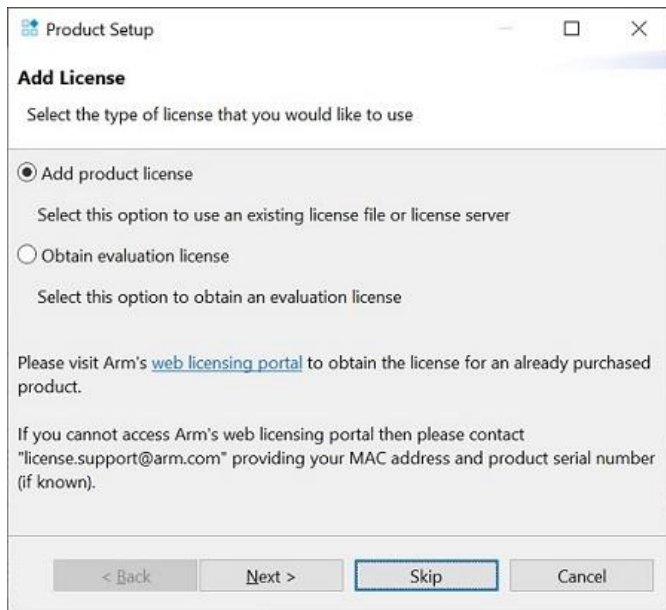 Product Setup
Add License
Select the type of license that you would like to use
Add product license
Select this option to use an existing license file or license server
Obtain evaluation license
Select this option to obtain an evaluation license
Please visit Arm's web licensing portal to obtain the license for an already purchased
product.
If you cannot access Arm's web licensing portal then please contact
"license.support@arm.com" providing your MAC address and product serial number
(if known).
< Back Next > Skip Cancel